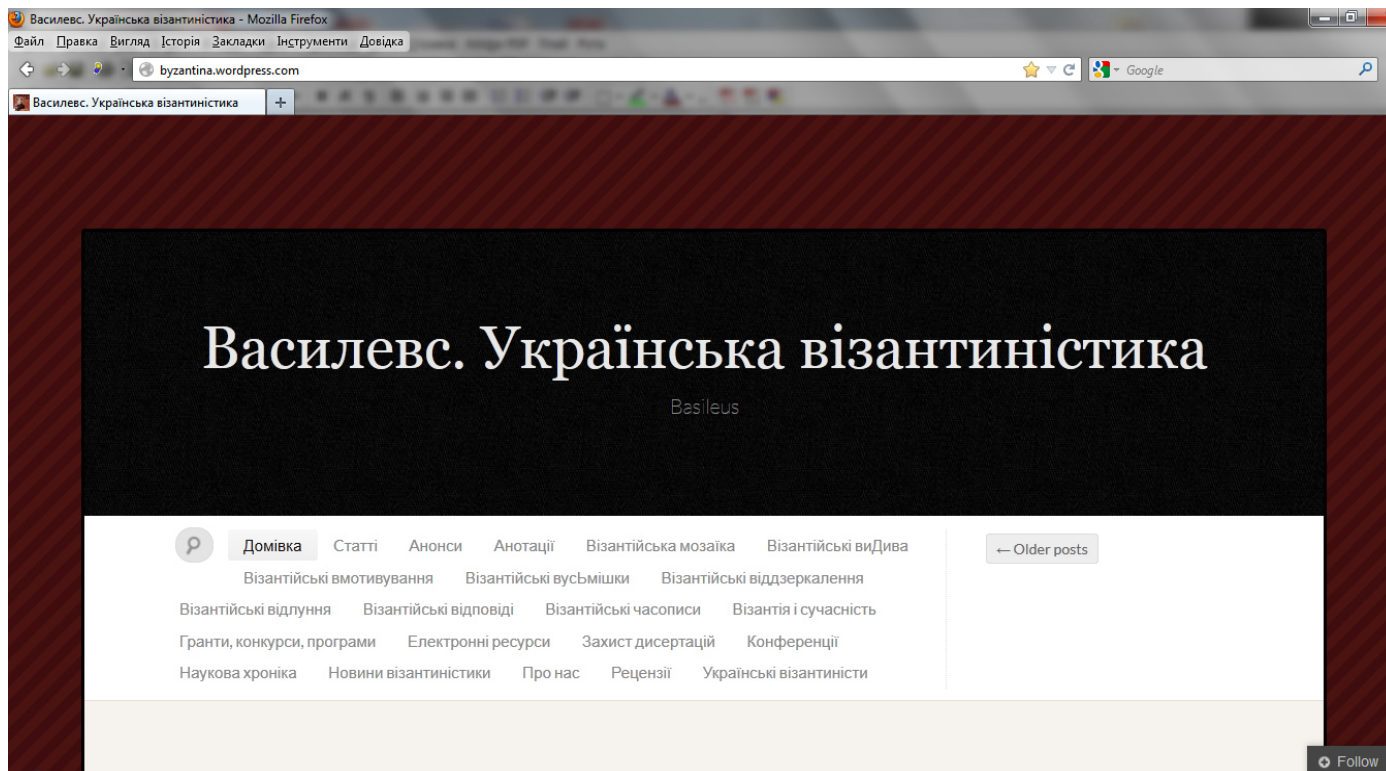 Василевс. Українська візантиністика - Mozilla Firefox
Файл Правка Вигляд Історія Закладки Інструменти Довідка
byzantina.wordpress.com Google
Василевс. Українська візантиністика +
Василевс. Українська візантиністика
Basileus
Домівка Статті Анонси Анотації Візантійська мозаїка Візантійські виДива ← Older posts
Візантійські вмотивування Візантійські вусЬмішки Візантійські віддзеркалення
Візантійські відлуння Візантійські відповіді Візантійські часописи Візантія і сучасність
Гранти, конкурси, програми Електронні ресурси Захист дисертацій Конференції
Наукова хроніка Новини візантиністики Про нас Рецензії Українські візантиністи
Follow